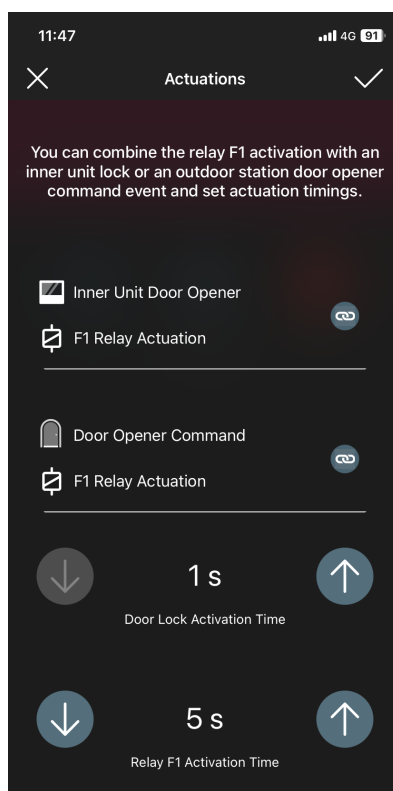 11:47
4G 91
Actuations
You can combine the relay F1 activation with an
inner unit lock or an outdoor station door opener
command event and set actuation timings.
Inner Unit Door Opener
F1 Relay Actuation
Door Opener Command
F1 Relay Actuation
1 s
Door Lock Activation Time
5 s
Relay F1 Activation Time